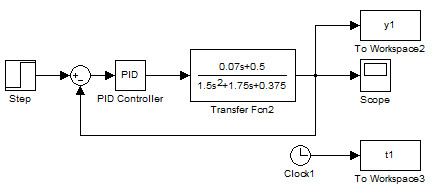 y1
To Workspace2
+
−
PID
0.07s+0.5
1.5s²+1.75s+0.375
Step
PID Controller
Transfer Fcn2
Scope
t1
Clock1
To Workspace3